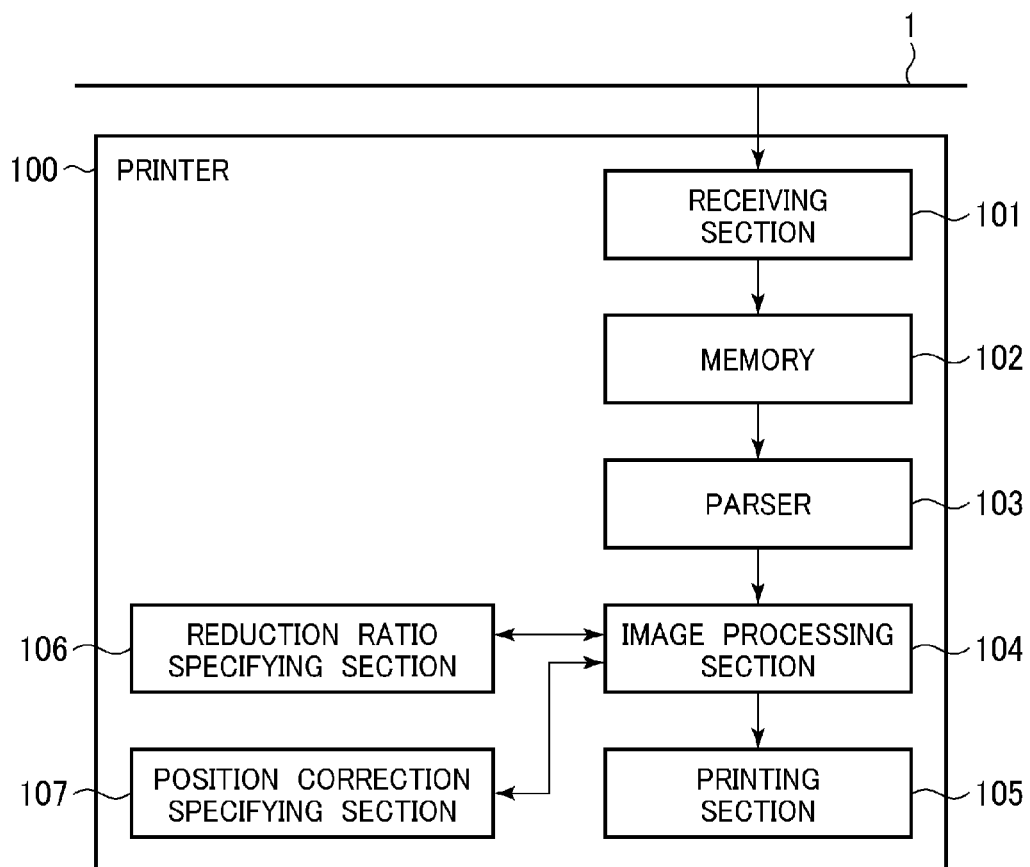 1
100
PRINTER
RECEIVING
SECTION
101
MEMORY
102
PARSER
103
REDUCTION RATIO
SPECIFYING SECTION
106
IMAGE PROCESSING
SECTION
104
POSITION CORRECTION
SPECIFYING SECTION
107
PRINTING
SECTION
105